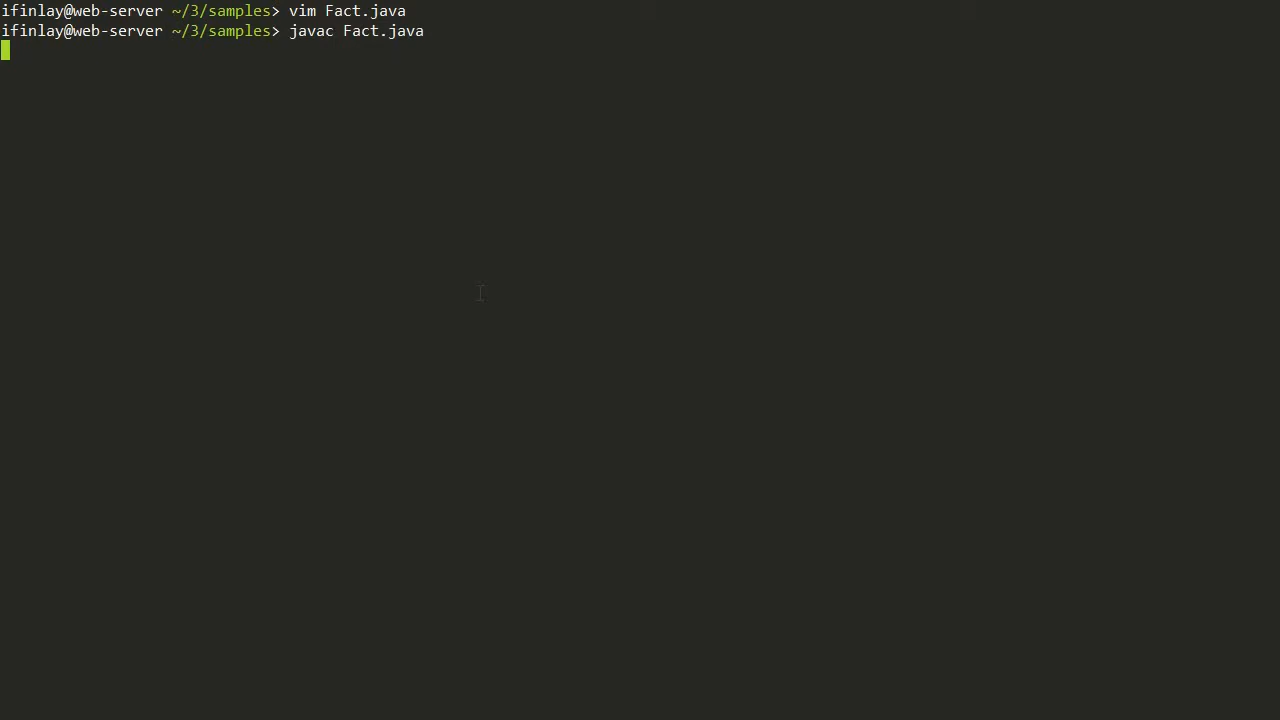 ifinlay@web-server ~/3/samples> vim Fact.java
ifinlay@web-server ~/3/samples> javac Fact.java